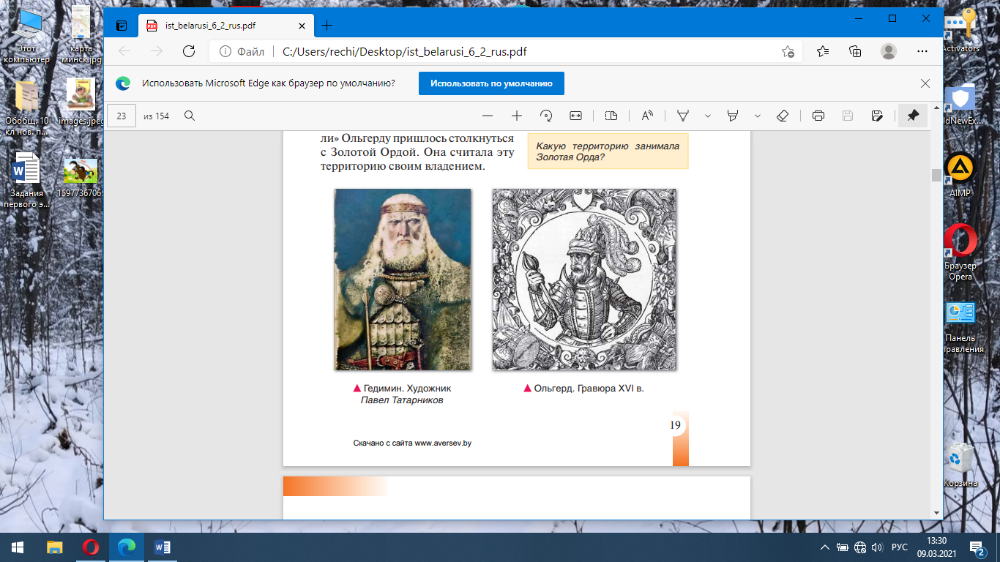 Этот
компьютер
карта
минск.jpg
Обобщ. 10
кл нов. п...
images.jpeg
Задания
первого э...
1597736706.
ist_belarusi_6_2_rus.pdf
Файл
C:/Users/rechi/Desktop/ist_belarusi_6_2_rus.pdf
Использовать Microsoft Edge как браузер по умолчанию?
Использовать по умолчанию
23
из 154
ли» Ольгерду пришлось столкнуться
с Золотой Ордой. Она считала эту
территорию своим владением.
Какую территорию занимала
Золотая Орда?
Гедимин. Художник
Павел Татарников
Ольгерд. Гравюра XVI в.
19
Скачано с сайта www.aversev.by
Activators
ldNewEx...
AIMP
Браузер
Opera
Панель
правления
Корзина
РУС
13:30
09.03.2021
2